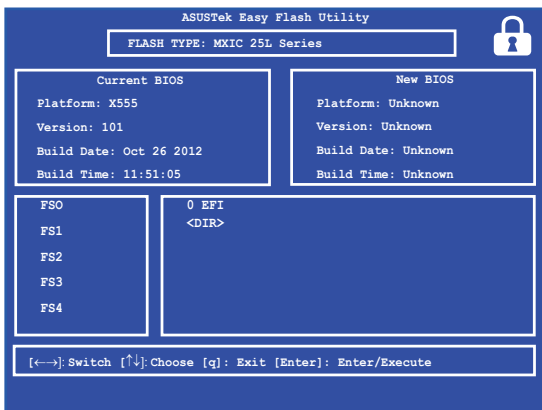 ASUSTek Easy Flash Utility
FLASH TYPE: MXIC 25L Series
Current BIOS
Platform: X555
Version: 101
Build Date: Oct 26 2012
Build Time: 11:51:05
New BIOS
Platform: Unknown
Version: Unknown
Build Date: Unknown
Build Time: Unknown
FSO
FS1
FS2
FS3
FS4
0 EFI
<DIR>
[←→]: Switch [↑↓]: Choose [q]: Exit [Enter]: Enter/Execute